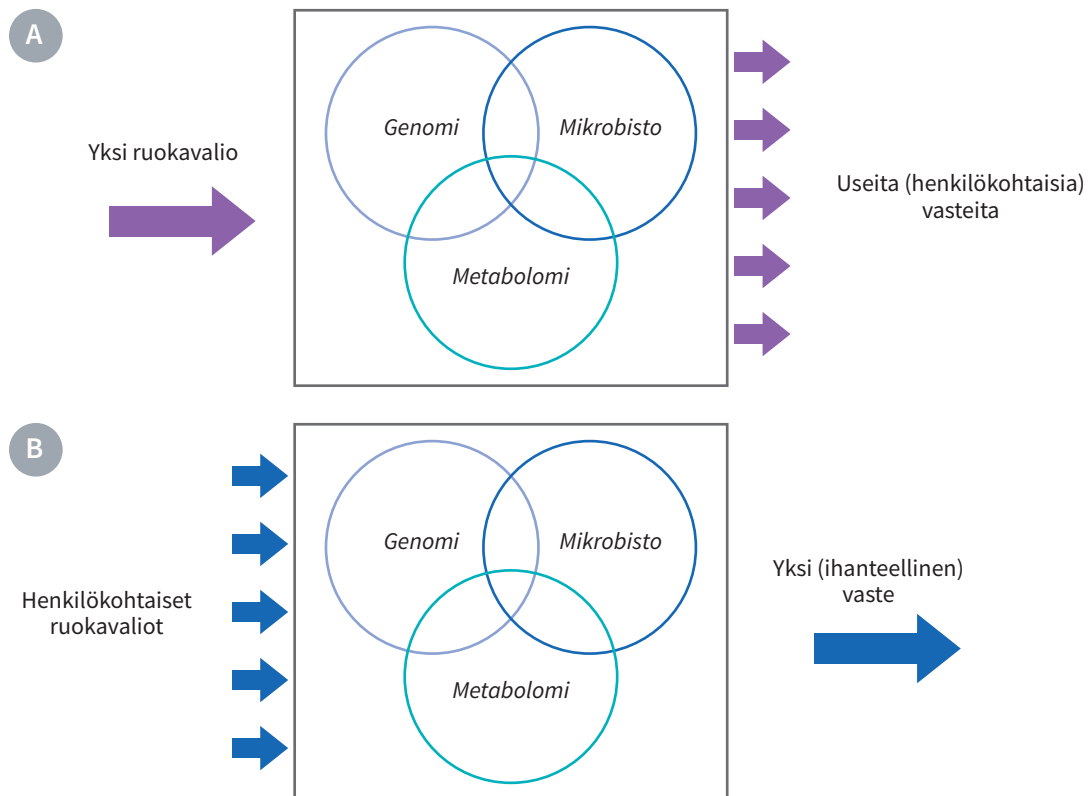 A
Genomi
Mikrobisto
Yksi ruokavalio
Useita (henkilökohtaisia)
vasteita
Metabolomi
B
Genomi
Mikrobisto
Yksi (ihanteellinen)
vaste
Henkilökohtaiset
ruokavaliot
Metabolomi